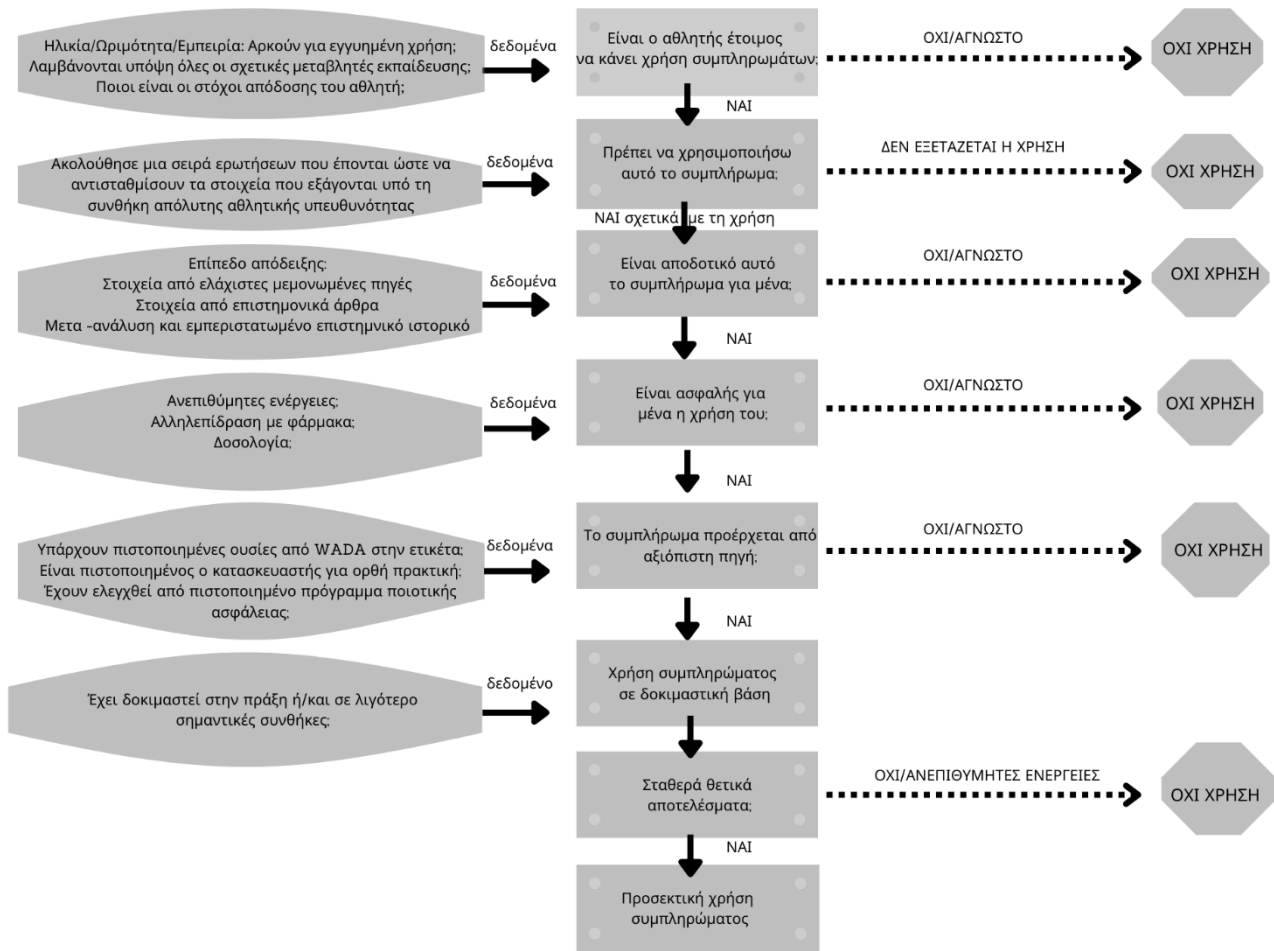 Ηλικία/Ωριμότητα/Εμπειρία: Αρκούν για εγγυημένη χρήση;
Λαμβάνονται υπόψη όλες οι σχετικές μεταβλητές εκπαίδευσης;
Ποιοι είναι οι στόχοι απόδοσης του αθλητή;
δεδομένα
Είναι ο αθλητής έτοιμος
να κάνει χρήση συμπληρωμάτων;
ΟΧΙ/ΑΓΝΩΣΤΟ
ΟΧΙ ΧΡΗΣΗ
ΝΑΙ
Ακολούθησε μια σειρά ερωτήσεων που έπονται ώστε να
αντισταθμίσουν τα στοιχεία που εξάγονται υπό τη
συνθήκη απόλυτης αθλητικής υπευθυνότητας
δεδομένα
Πρέπει να χρησιμοποιήσω
αυτό το συμπλήρωμα;
ΔΕΝ ΕΞΕΤΑΖΕΤΑΙ Η ΧΡΗΣΗ
ΟΧΙ ΧΡΗΣΗ
ΝΑΙ σχετικά με τη χρήση
Επίπεδο απόδειξης:
Στοιχεία από ελάχιστες μεμονωμένες πηγές
Στοιχεία από επιστημονικά άρθρα
Μετα -ανάλυση και εμπεριστατωμένο επιστημνικό ιστορικό
δεδομένα
Είναι αποδοτικό αυτό
το συμπλήρωμα για μένα;
ΟΧΙ/ΑΓΝΩΣΤΟ
ΟΧΙ ΧΡΗΣΗ
ΝΑΙ
Ανεπιθύμητες ενέργειες;
Αλληλεπίδραση με φάρμακα;
Δοσολογία;
δεδομένα
Είναι ασφαλής για
μένα η χρήση του;
ΟΧΙ/ΑΓΝΩΣΤΟ
ΟΧΙ ΧΡΗΣΗ
ΝΑΙ
Υπάρχουν πιστοποιημένες ουσίες από WADA στην ετικέτα;
Είναι πιστοποιημένος ο κατασκευαστής για ορθή πρακτική;
Έχουν ελεγχθεί από πιστοποιημένο πρόγραμμα ποιοτικής
ασφάλειας;
δεδομένα
Το συμπλήρωμα προέρχεται από
αξιόπιστη πηγή;
ΟΧΙ/ΑΓΝΩΣΤΟ
ΟΧΙ ΧΡΗΣΗ
ΝΑΙ
Έχει δοκιμαστεί στην πράξη ή/και σε λιγότερο
σημαντικές συνθήκες;
δεδομένο
Χρήση συμπληρώματος
σε δοκιμαστική βάση
Σταθερά θετικά
αποτελέσματα;
ΟΧΙ/ΑΝΕΠΙΘΥΜΗΤΕΣ ΕΝΕΡΓΕΙΕΣ
ΟΧΙ ΧΡΗΣΗ
ΝΑΙ
Προσεκτική χρήση
συμπληρώματος